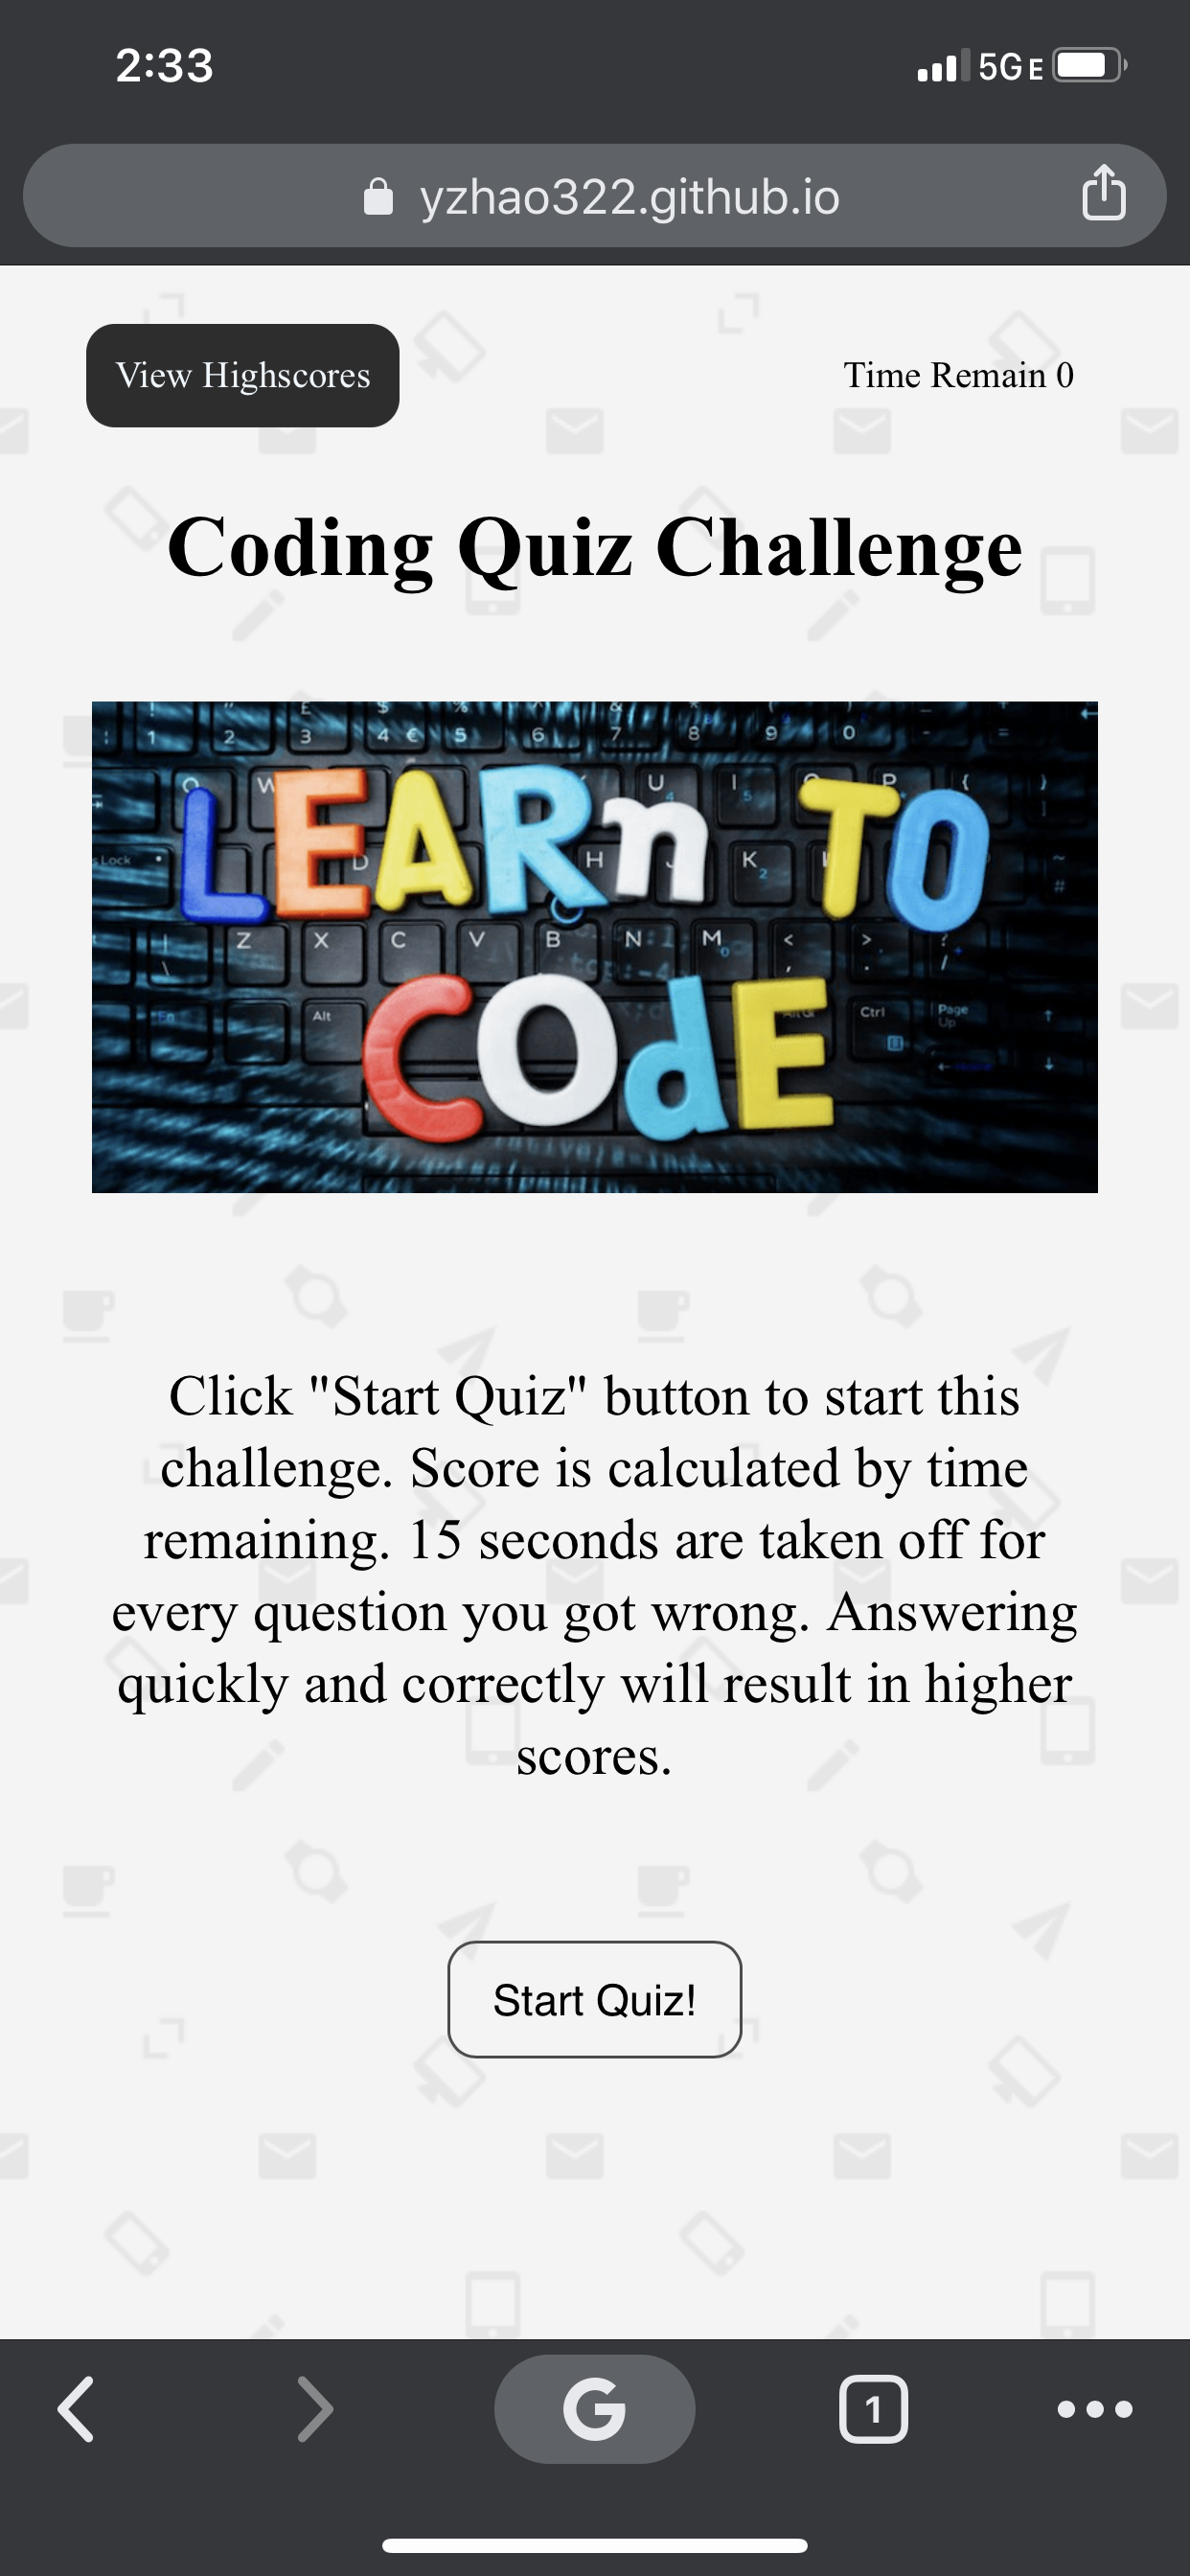 2:33
5G E
yzhao322.github.io
View Highscores
Time Remain 0
Coding Quiz Challenge
LEARn TO
COdE
Click "Start Quiz" button to start this
challenge. Score is calculated by time
remaining. 15 seconds are taken off for
every question you got wrong. Answering
quickly and correctly will result in higher
scores.
Start Quiz!
G
1